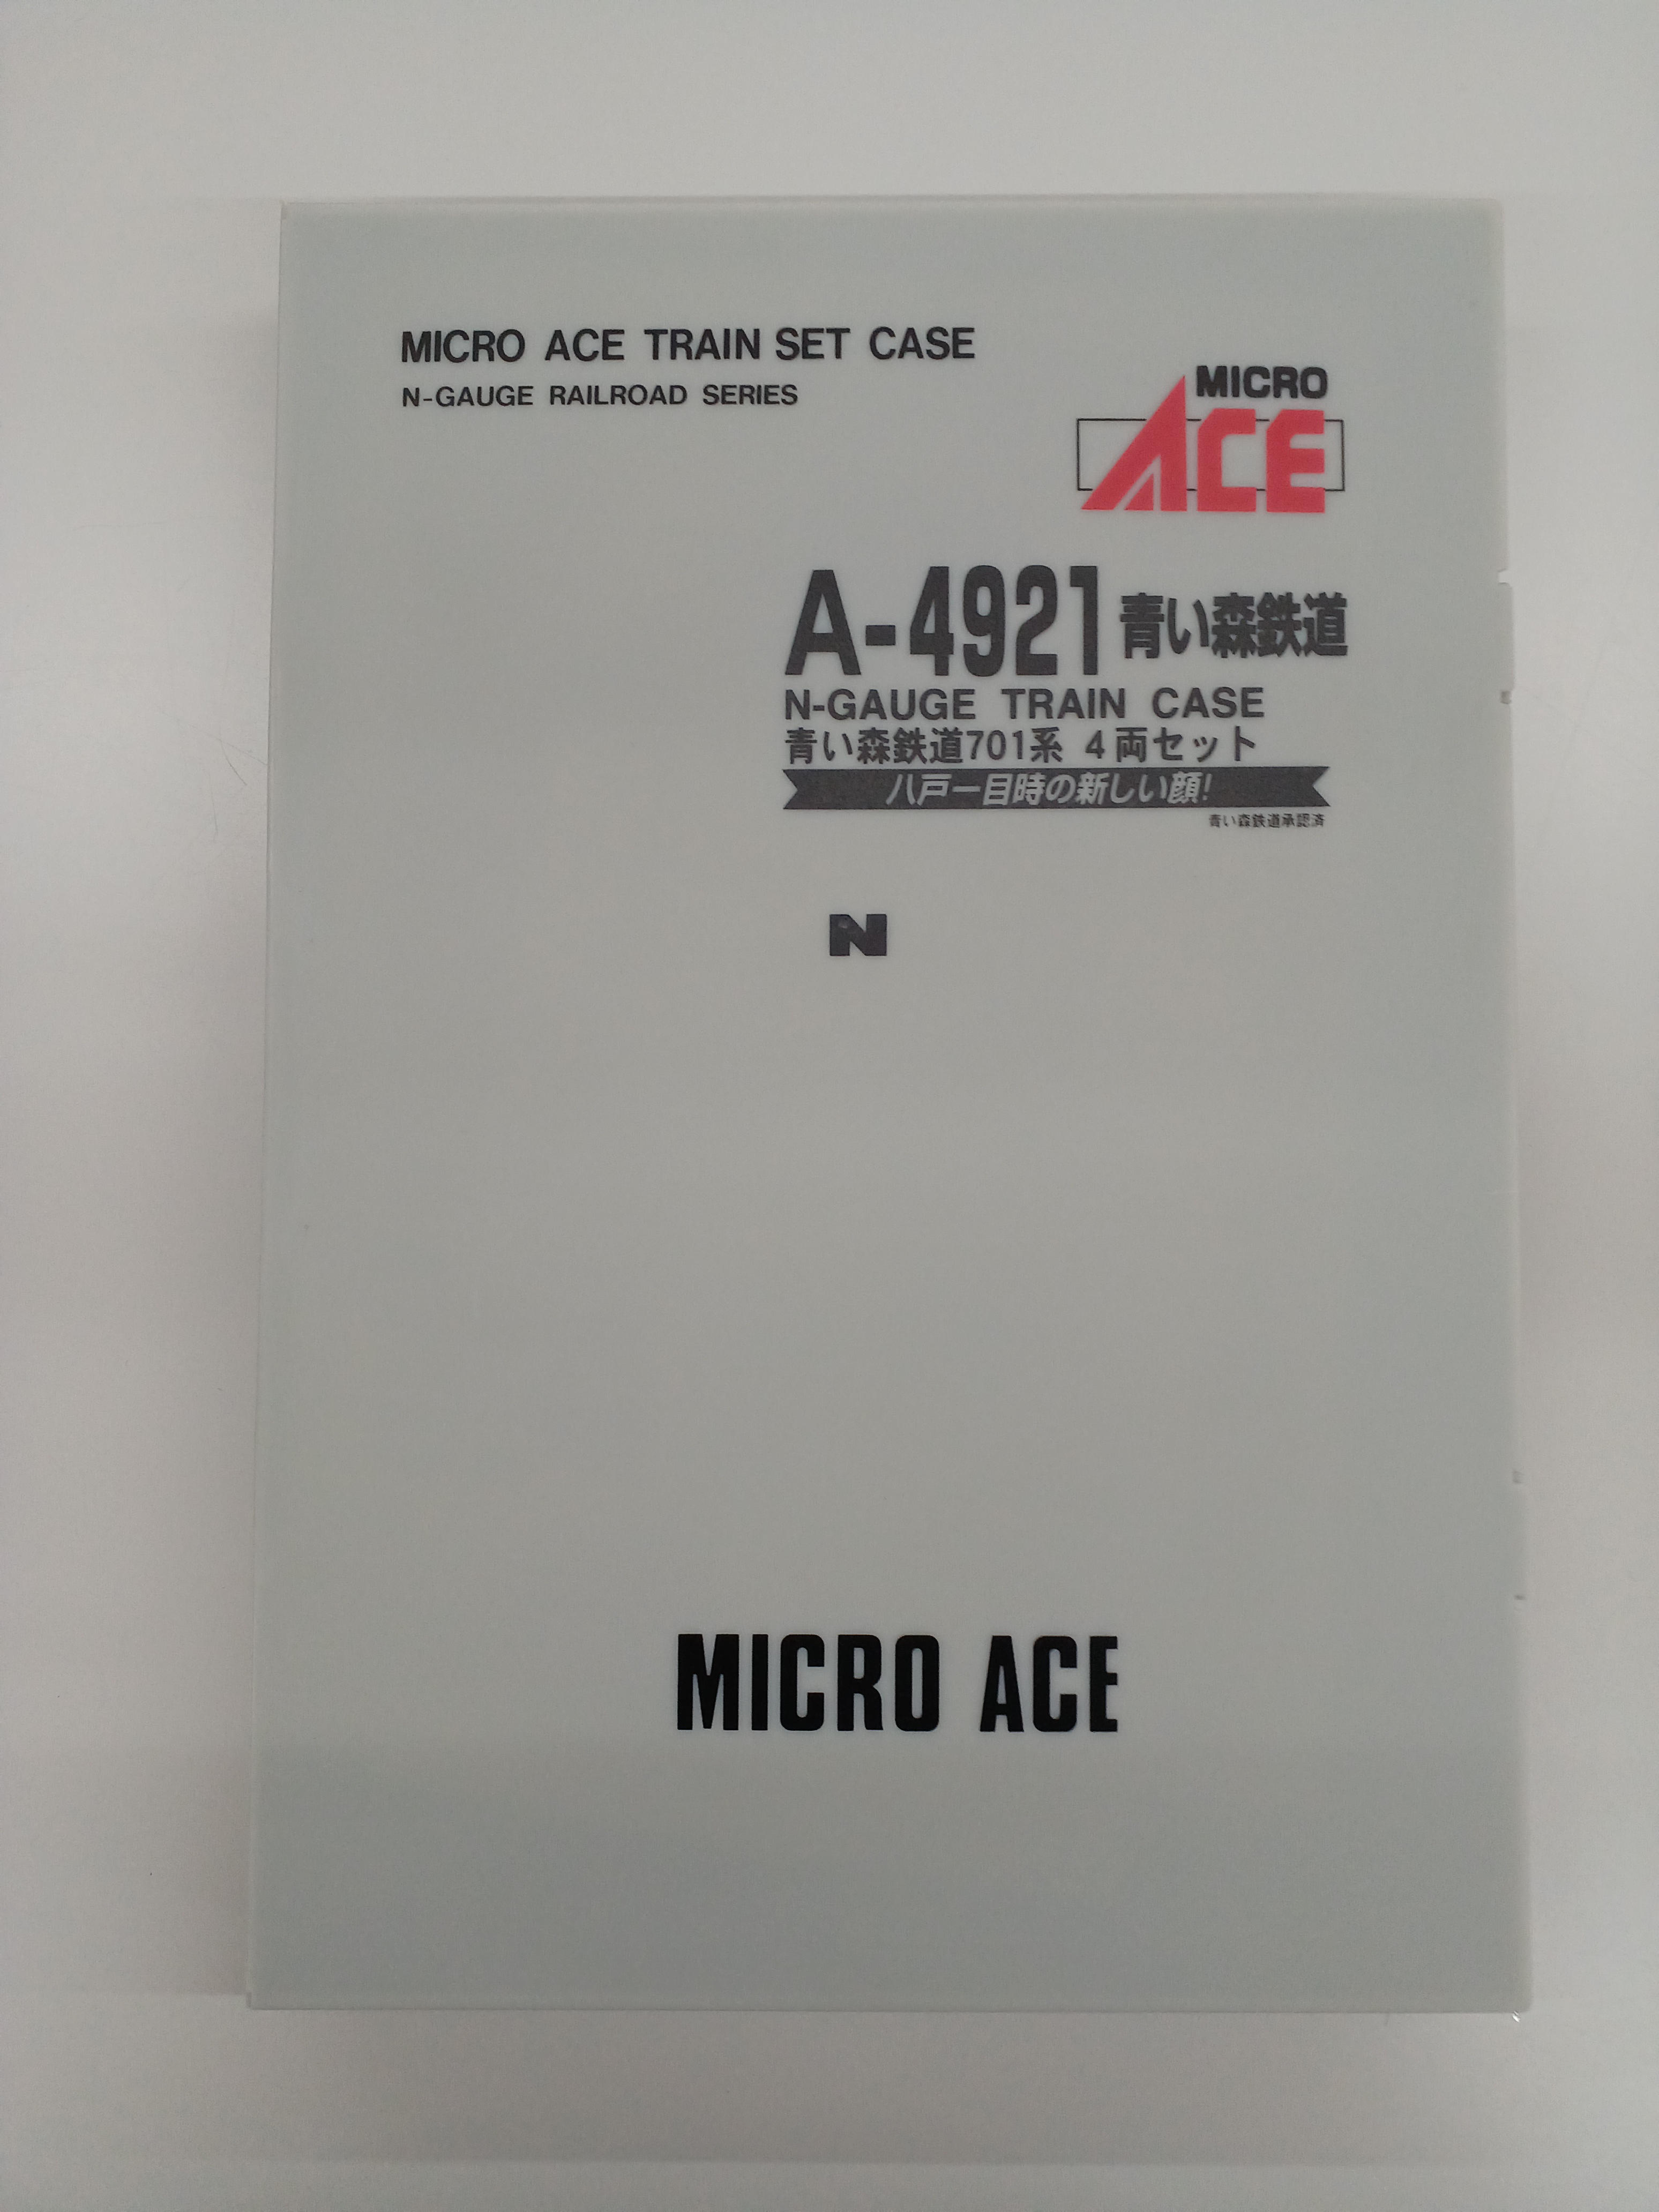 MICRO ACE TRAIN SET CASE
N-GAUGE RAILROAD SERIES
MICRO
ACE
A-4921 青い森鉄道
N-GAUGE TRAIN CASE
青い森鉄道701系 4両セット
八戸ー目時の新しい顔!
青い森鉄道承認済
N
MICRO ACE